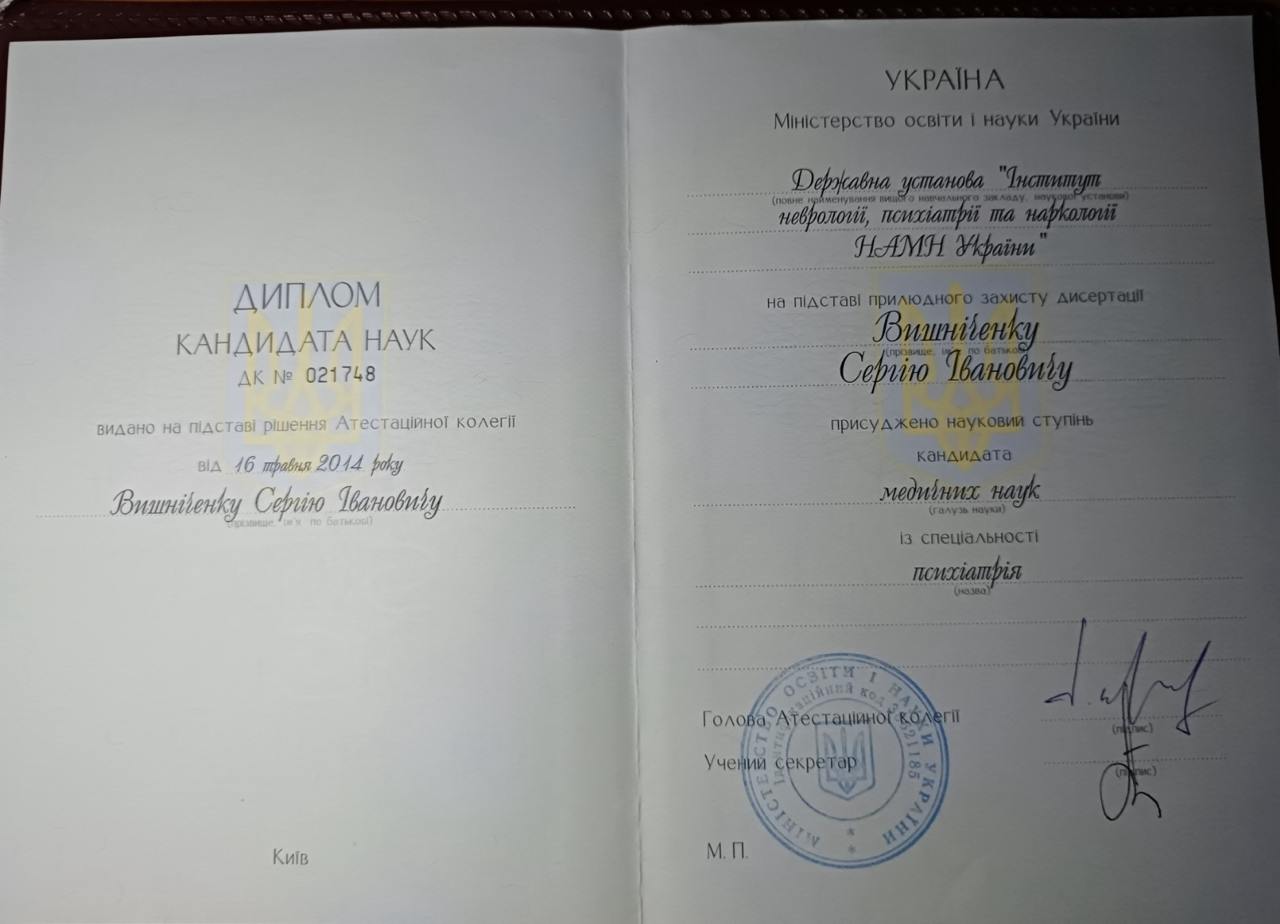 ДИПЛОМ
КАНДИДАТА НАУК
ДК № 021748
видано на підставі рішення Атестаційної колегії
від 16 травня 2014 року
Вишніченку Сергію Івановичу
(прізвище, ім'я по батькові)
Київ
УКРАЇНА
Міністерство освіти і науки України
Державна установа "Інститут
(повне найменування вищого навчального закладу, наукової установи)
неврології, психіатрії та наркології
НАМН України"
на підставі прилюдного захисту дисертації
Вишніченку
(прізвище, ім'я по батькові)
Сергію Івановичу
присуджено науковий ступінь
кандидата
медичних наук
(галузь науки)
із спеціальності
психіатрія
(назва)
Голова Атестаційної колегії
(підпис)
Учений секретар
(підпис)
М. П.
МІНІСТЕРСТВО ОСВІТИ І НАУКИ УКРАЇНИ
Ідентифікаційний код